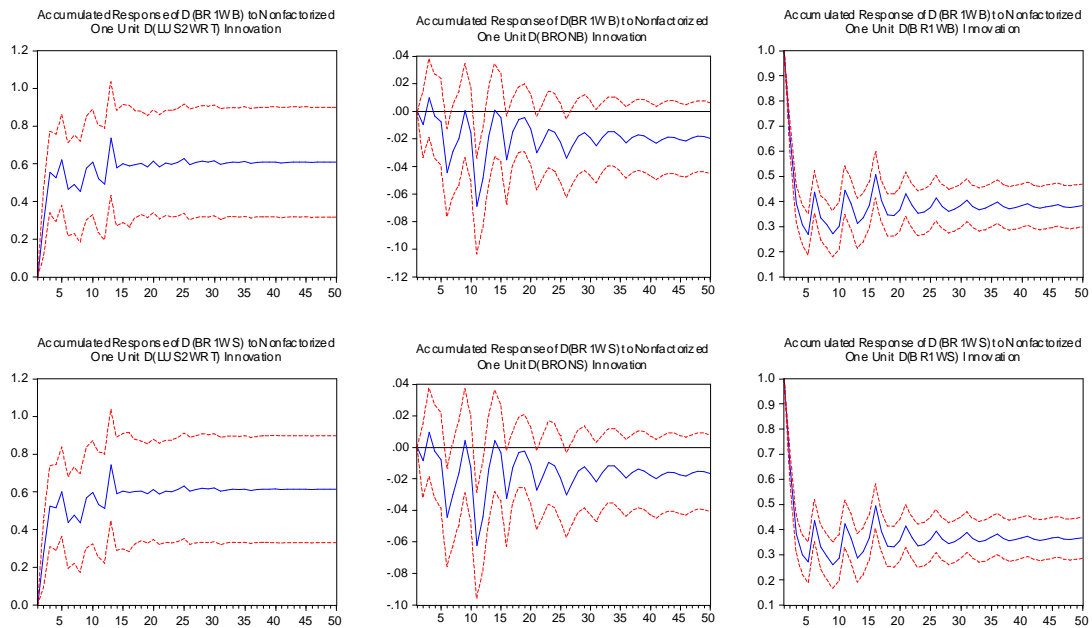 Accumulated Response of D(BR1WB) to Nonfactorized
One Unit D(LUS2WRT) Innovation
1.2
1.0
0.8
0.6
0.4
0.2
0.0
5 10 15 20 25 30 35 40 45 50
Accumulated Response of D(BR1WB) to Nonfactorized
One Unit D(BRONB) Innovation
.04
.02
.00
-.02
-.04
-.06
-.08
-.10
-.12
5 10 15 20 25 30 35 40 45 50
Accumulated Response of D(BR1WB) to Nonfactorized
One Unit D(BR1WB) Innovation
1.0
0.9
0.8
0.7
0.6
0.5
0.4
0.3
0.2
0.1
5 10 15 20 25 30 35 40 45 50
Accumulated Response of D(BR1WS) to Nonfactorized
One Unit D(LUS2WRT) Innovation
1.2
1.0
0.8
0.6
0.4
0.2
0.0
5 10 15 20 25 30 35 40 45 50
Accumulated Response of D(BR1WS) to Nonfactorized
One Unit D(BRONS) Innovation
.04
.02
.00
-.02
-.04
-.06
-.08
-.10
5 10 15 20 25 30 35 40 45 50
Accumulated Response of D(BR1WS) to Nonfactorized
One Unit D(BR1WS) Innovation
1.0
0.9
0.8
0.7
0.6
0.5
0.4
0.3
0.2
0.1
5 10 15 20 25 30 35 40 45 50